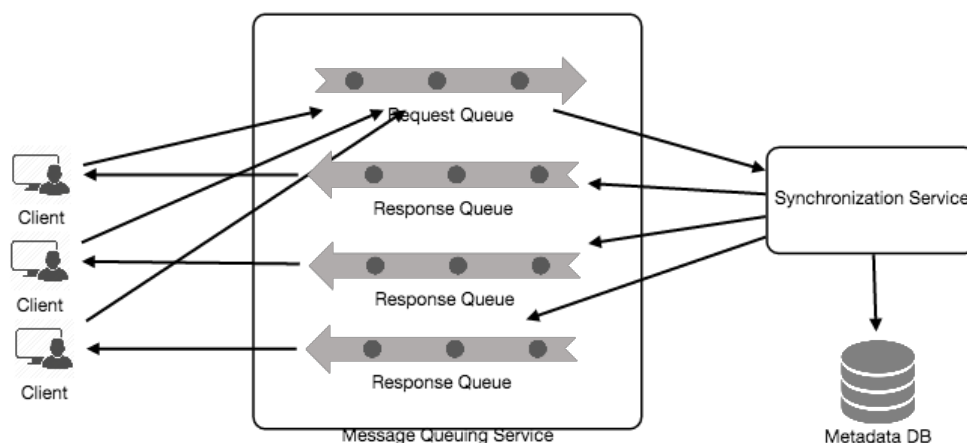 Request Queue
Client
Response Queue
Synchronization Service
Client
Response Queue
Client
Response Queue
Message Queuing Service
Metadata DB